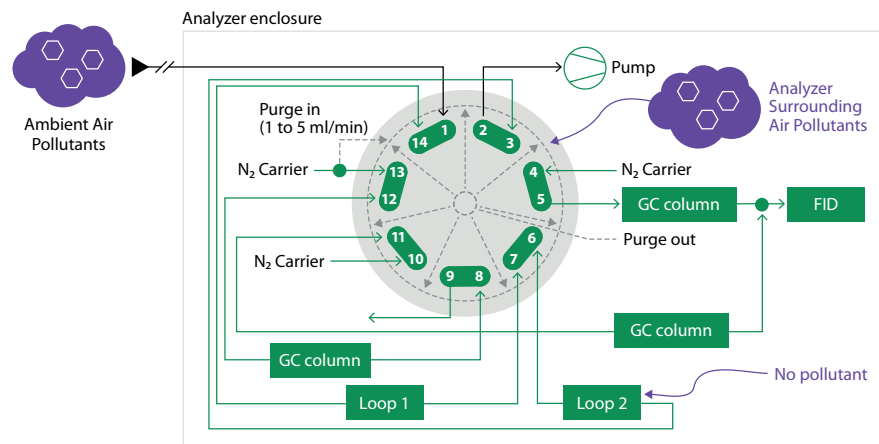 Analyzer enclosure
Ambient Air
Pollutants
Pump
Analyzer
Surrounding
Air Pollutants
Purge in
(1 to 5 ml/min)
N₂ Carrier
N₂ Carrier
1
2
14
3
13
4
12
5
11
6
10
7
9
8
GC column
FID
Purge out
N₂ Carrier
GC column
GC column
No pollutant
Loop 1
Loop 2